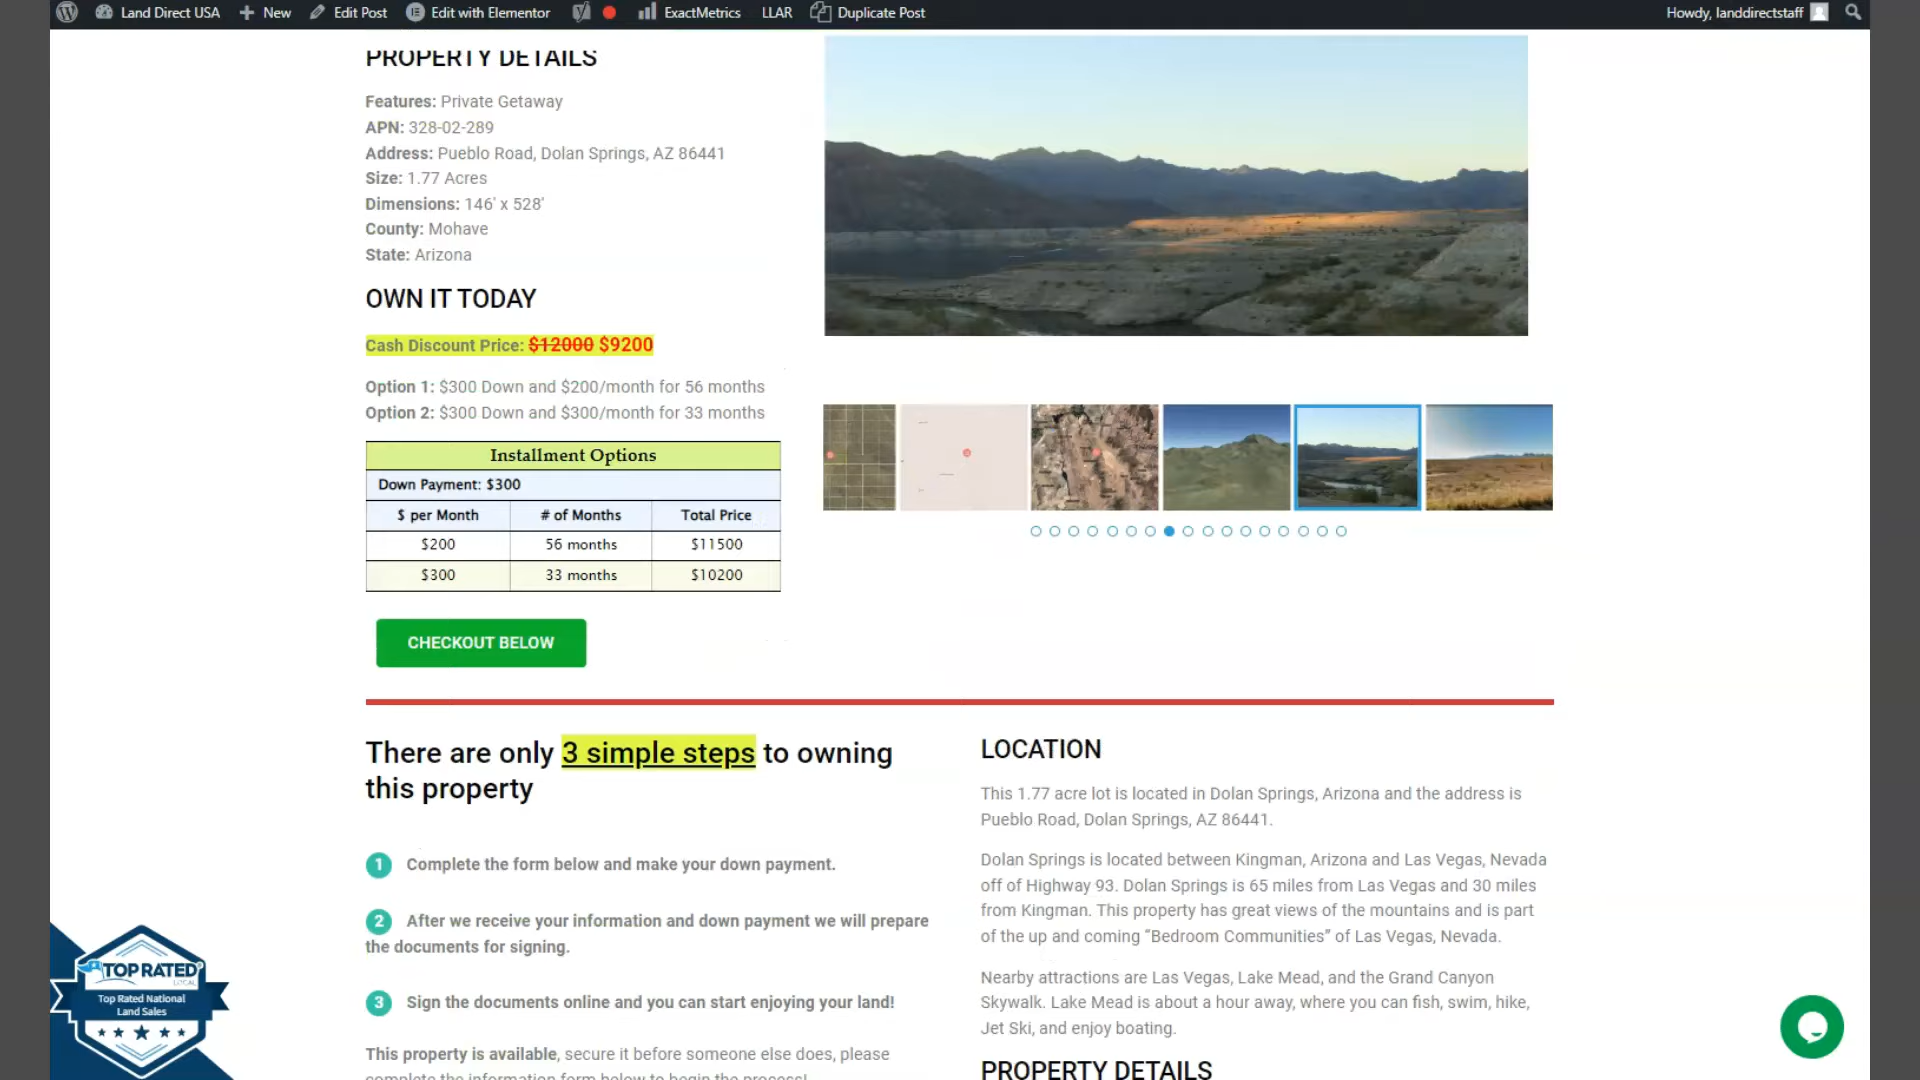 Land Direct USA New Edit Post Edit with Elementor ExactMetrics LLAR Duplicate Post Howdy, landdirectstaff
PROPERTY DETAILS
Features: Private Getaway
APN: 328-02-289
Address: Pueblo Road, Dolan Springs, AZ 86441
Size: 1.77 Acres
Dimensions: 146' x 528'
County: Mohave
State: Arizona
OWN IT TODAY
Cash Discount Price: $12000 $9200
Option 1: $300 Down and $200/month for 56 months
Option 2: $300 Down and $300/month for 33 months
Installment Options
Down Payment: $300
$ per Month # of Months Total Price
$200 56 months $11500
$300 33 months $10200
CHECKOUT BELOW
There are only 3 simple steps to owning
this property
1 Complete the form below and make your down payment.
2 After we receive your information and down payment we will prepare
the documents for signing.
3 Sign the documents online and you can start enjoying your land!
This property is available, secure it before someone else does, please
complete the information form below to begin the process!
LOCATION
This 1.77 acre lot is located in Dolan Springs, Arizona and the address is
Pueblo Road, Dolan Springs, AZ 86441.
Dolan Springs is located between Kingman, Arizona and Las Vegas, Nevada
off of Highway 93. Dolan Springs is 65 miles from Las Vegas and 30 miles
from Kingman. This property has great views of the mountains and is part
of the up and coming “Bedroom Communities” of Las Vegas, Nevada.
Nearby attractions are Las Vegas, Lake Mead, and the Grand Canyon
Skywalk. Lake Mead is about a hour away, where you can fish, swim, hike,
Jet Ski, and enjoy boating.
PROPERTY DETAILS
TOP RATED
LOCAL
Top Rated National
Land Sales